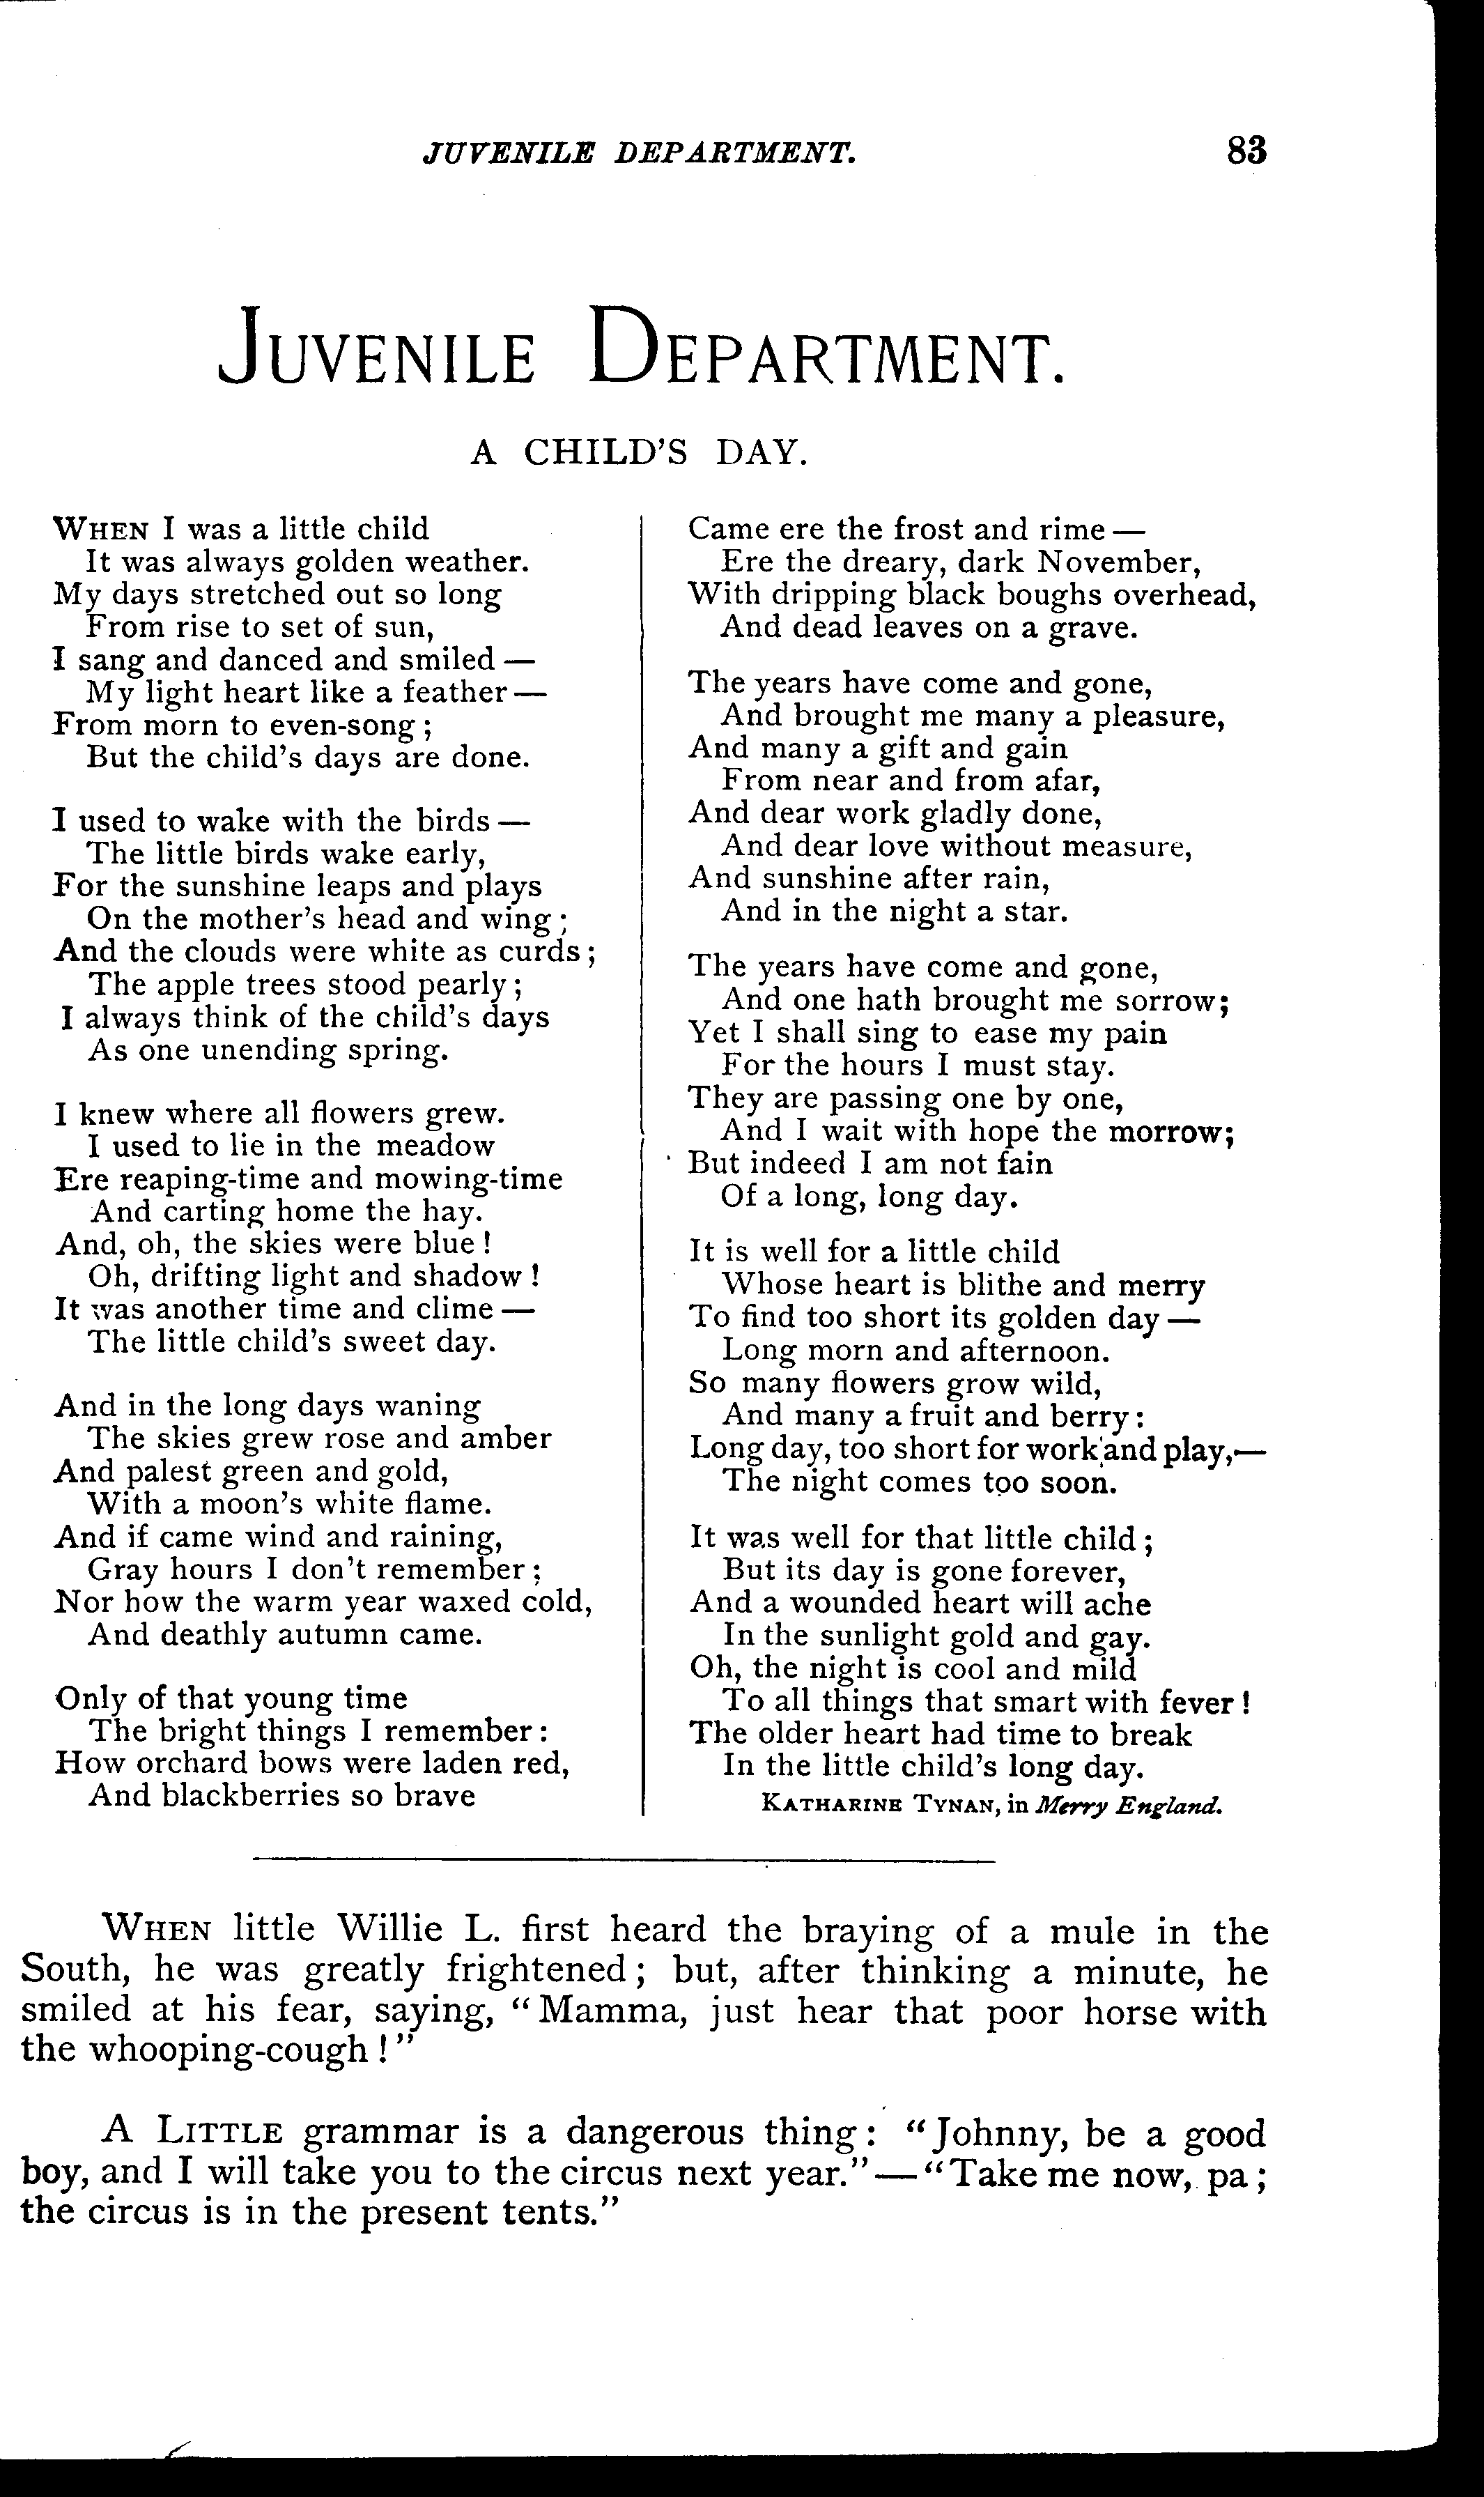 JUVENILE DEPARTMENT. 83
JUVENILE DEPARTMENT.
A CHILD'S DAY.
WHEN I was a little child
It was always golden weather.
My days stretched out so long
From rise to set of sun,
I sang and danced and smiled —
My light heart like a feather —
From morn to even-song;
But the child's days are done.
I used to wake with the birds —
The little birds wake early,
For the sunshine leaps and plays
On the mother's head and wing;
And the clouds were white as curds;
The apple trees stood pearly;
I always think of the child's days
As one unending spring.
I knew where all flowers grew.
I used to lie in the meadow
Ere reaping-time and mowing-time
And carting home the hay.
And, oh, the skies were blue!
Oh, drifting light and shadow!
It was another time and clime —
The little child's sweet day.
And in the long days waning
The skies grew rose and amber
And palest green and gold,
With a moon's white flame.
And if came wind and raining,
Gray hours I don't remember;
Nor how the warm year waxed cold,
And deathly autumn came.
Only of that young time
The bright things I remember:
How orchard bows were laden red,
And blackberries so brave
Came ere the frost and rime —
Ere the dreary, dark November,
With dripping black boughs overhead,
And dead leaves on a grave.
The years have come and gone,
And brought me many a pleasure,
And many a gift and gain
From near and from afar,
And dear work gladly done,
And dear love without measure,
And sunshine after rain,
And in the night a star.
The years have come and gone,
And one hath brought me sorrow;
Yet I shall sing to ease my pain
For the hours I must stay.
They are passing one by one,
And I wait with hope the morrow;
But indeed I am not fain
Of a long, long day.
It is well for a little child
Whose heart is blithe and merry
To find too short its golden day —
Long morn and afternoon.
So many flowers grow wild,
And many a fruit and berry:
Long day, too short for work and play,—
The night comes too soon.
It was well for that little child;
But its day is gone forever,
And a wounded heart will ache
In the sunlight gold and gay.
Oh, the night is cool and mild
To all things that smart with fever!
The older heart had time to break
In the little child's long day.
KATHARINE TYNAN, in Merry England.
WHEN little Willie L. first heard the braying of a mule in the
South, he was greatly frightened; but, after thinking a minute, he
smiled at his fear, saying, "Mamma, just hear that poor horse with
the whooping-cough!"
A LITTLE grammar is a dangerous thing: "Johnny, be a good
boy, and I will take you to the circus next year."—"Take me now, pa;
the circus is in the present tents."